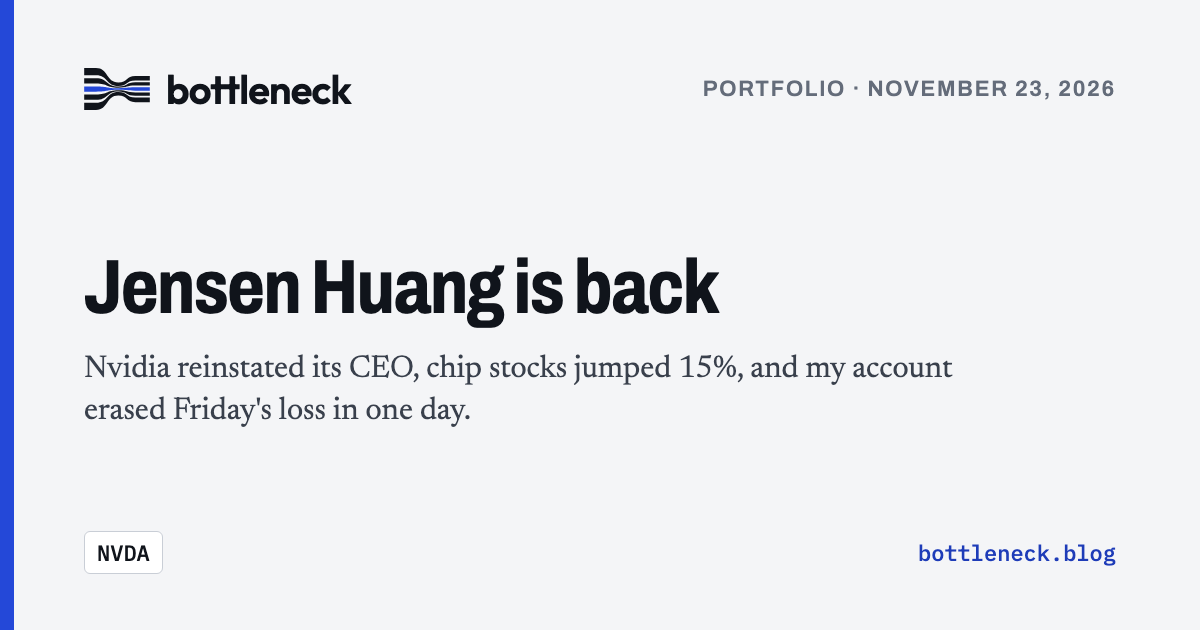 bottleneck
PORTFOLIO · NOVEMBER 23, 2026
Jensen Huang is back
Nvidia reinstated its CEO, chip stocks jumped 15%, and my account
erased Friday's loss in one day.
NVDA
bottleneck.blog